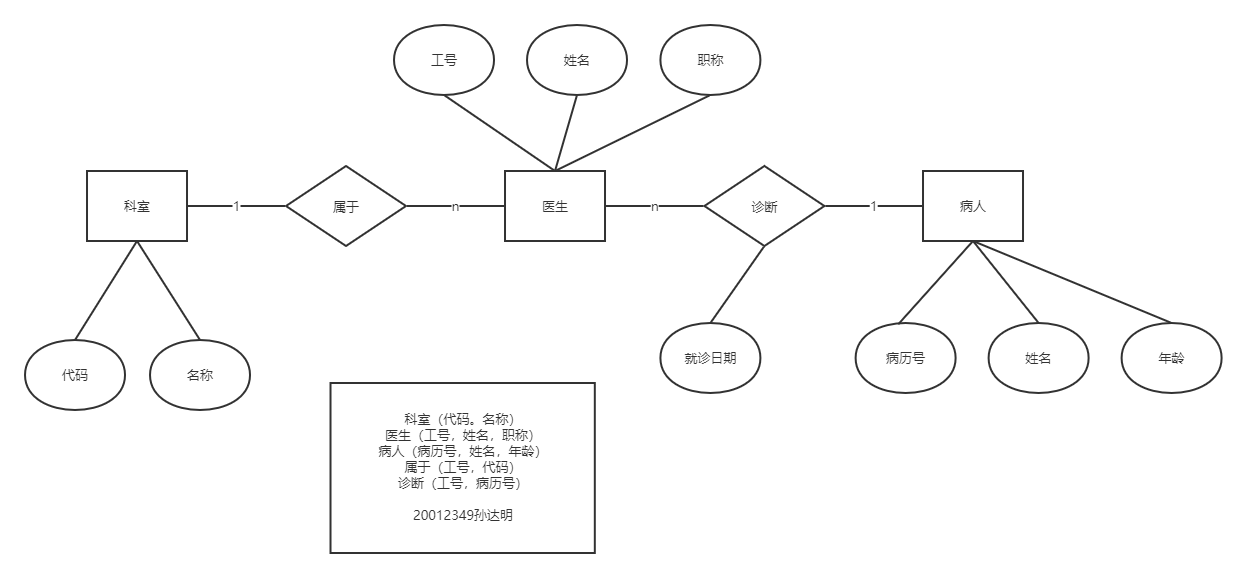 工号
姓名
职称
科室
1
属于
n
医生
n
诊断
1
病人
代码
名称
就诊日期
病历号
姓名
年龄
科室（代码。名称）
医生（工号，姓名，职称）
病人（病历号，姓名，年龄）
属于（工号，代码）
诊断（工号，病历号）
20012349孙达明